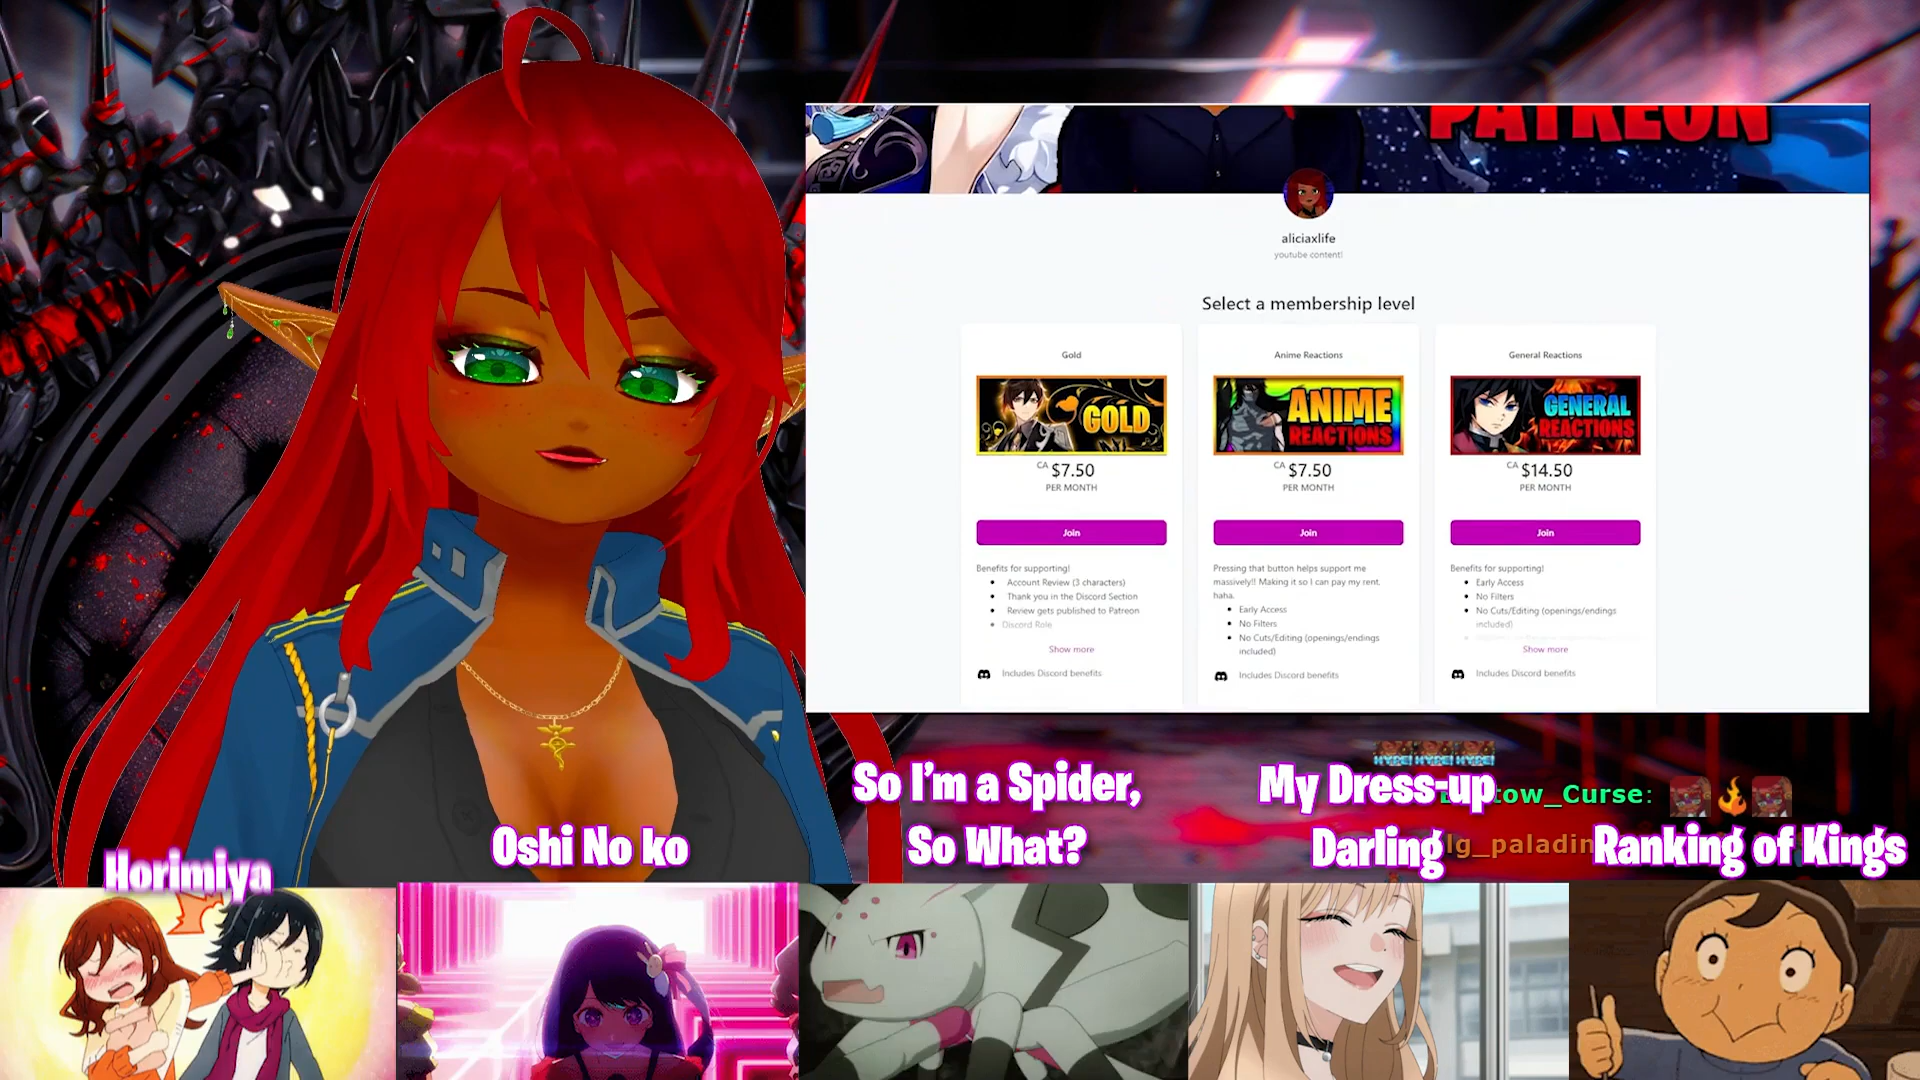 PATREON
aliciaxlife
youtube content!
Select a membership level
Gold
GOLD
CA $7.50
PER MONTH
Join
Benefits for supporting!
Account Review (3 characters)
Thank you in the Discord Section
Review gets published to Patreon
Discord Role
Show more
Includes Discord benefits
Anime Reactions
ANIME
REACTIONS
CA $7.50
PER MONTH
Join
Pressing that button helps support me
massively!! Making it so I can pay my rent.
haha.
Early Access
No Filters
No Cuts/Editing (openings/endings
included)
Includes Discord benefits
General Reactions
GENERAL
REACTIONS
CA $14.50
PER MONTH
Join
Benefits for supporting!
Early Access
No Filters
No Cuts/Editing (openings/endings
included)
Show more
Includes Discord benefits
HYPE! HYPE! HYPE!
ow_Curse:
lg_paladin
Horimiya
Oshi No ko
So I'm a Spider,
So What?
My Dress-up
Darling
Ranking of Kings